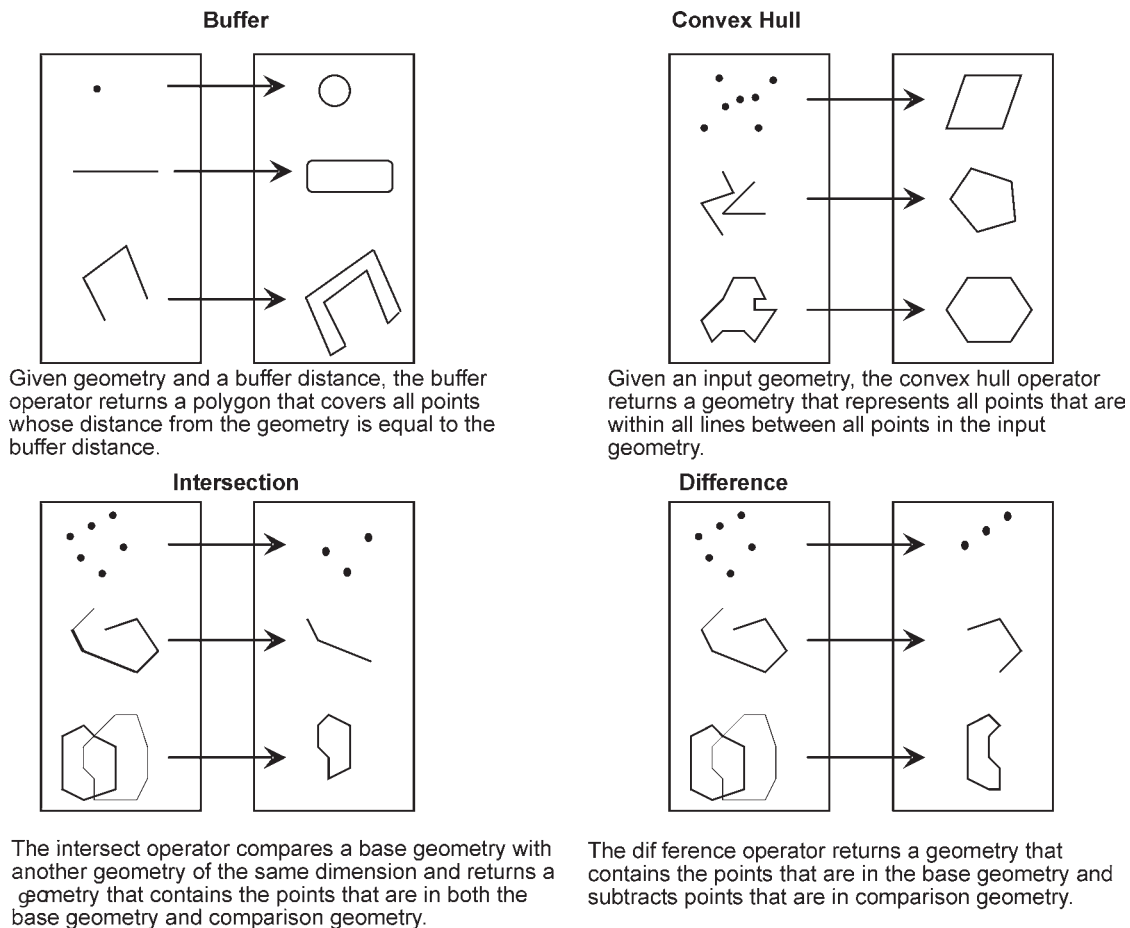 Buffer
Given geometry and a buffer distance, the buffer
operator returns a polygon that covers all points
whose distance from the geometry is equal to the
buffer distance.
Convex Hull
Given an input geometry, the convex hull operator
returns a geometry that represents all points that are
within all lines between all points in the input
geometry.
Intersection
The intersect operator compares a base geometry with
another geometry of the same dimension and returns a
geometry that contains the points that are in both the
base geometry and comparison geometry.
Difference
The dif ference operator returns a geometry that
contains the points that are in the base geometry and
subtracts points that are in comparison geometry.